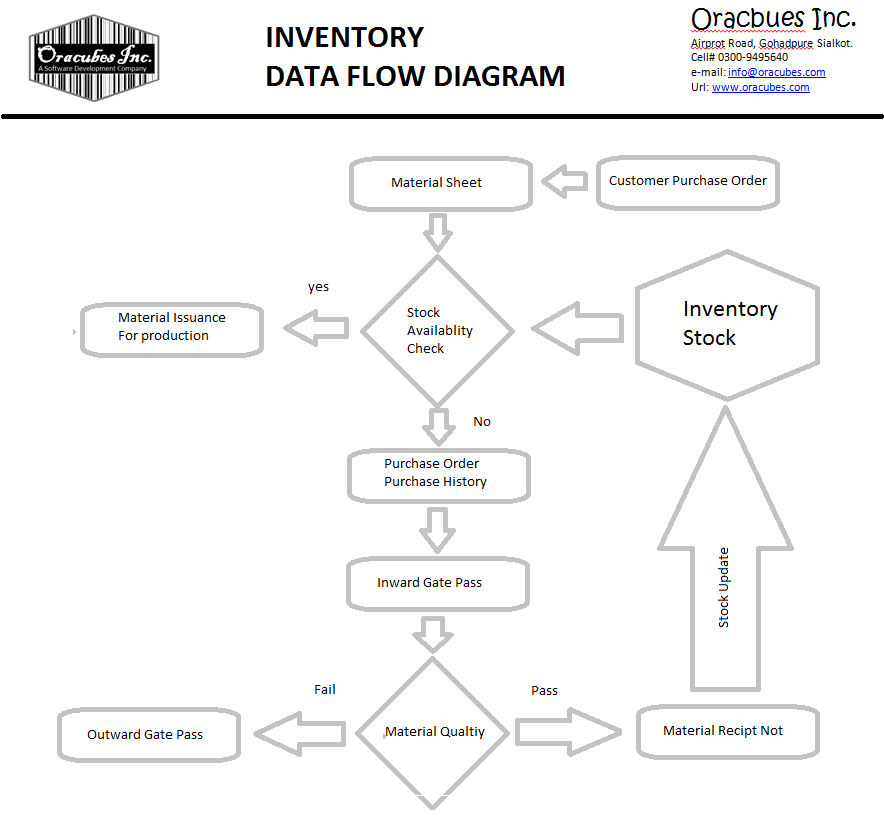 Oracubes Inc.
A Software Development Company
INVENTORY
DATA FLOW DIAGRAM
Oracbues Inc.
Airprot Road, Gohadpure Sialkot.
Cell# 0300-9495640
e-mail: info@oracubes.com
Url: www.oracubes.com
Material Sheet
Customer Purchase Order
yes
Material Issuance
For production
Stock
Availablity
Check
Inventory
Stock
No
Purchase Order
Purchase History
Inward Gate Pass
Stock Update
Fail
Pass
Outward Gate Pass
Material Qualtiy
Material Recipt Not